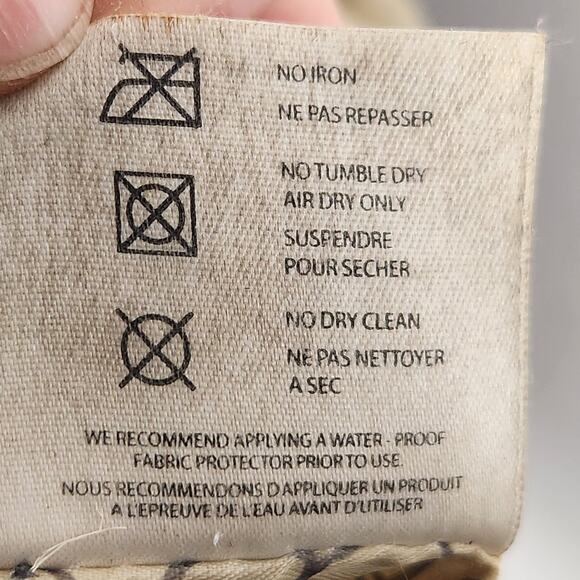 NO IRON
NE PAS REPASSER
NO TUMBLE DRY
AIR DRY ONLY
SUSPENDRE
POUR SECHER
NO DRY CLEAN
NE PAS NETTOYER
A SEC
WE RECOMMEND APPLYING A WATER - PROOF
FABRIC PROTECTOR PRIOR TO USE.
NOUS RECOMMENDONS D'APPLIQUER UN PRODUIT
A L'EPREUVE DE L'EAU AVANT D'UTILISER